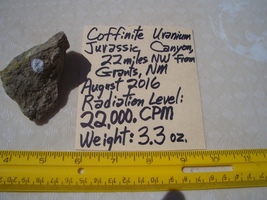 Coffinite Uranium
Jurassic Canyon,
22 miles NW from
Grants, NM
August 2016
Radiation Level:
22,000. CPM
Weight: 3.3 oz.